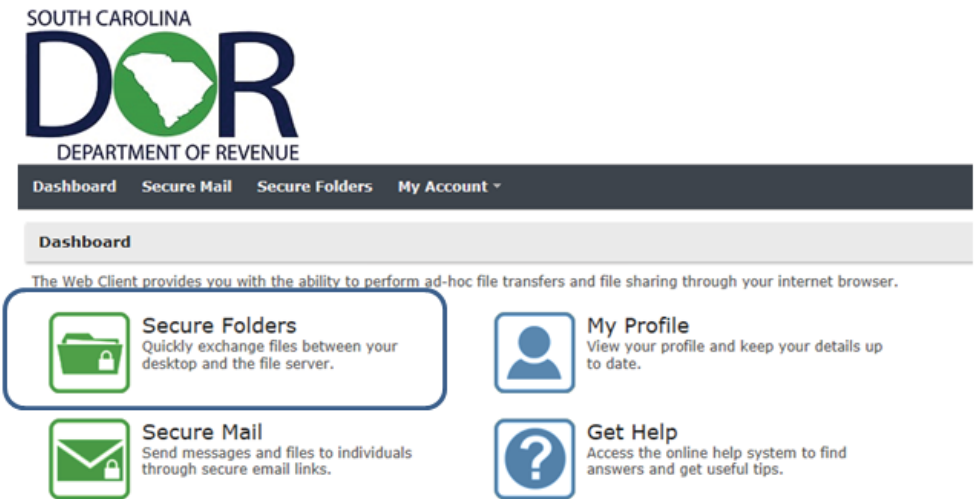 SOUTH CAROLINA
DOR
DEPARTMENT OF REVENUE
Dashboard Secure Mail Secure Folders My Account
Dashboard
The Web Client provides you with the ability to perform ad-hoc file transfers and file sharing through your internet browser.
Secure Folders
Quickly exchange files between your
desktop and the file server.
My Profile
View your profile and keep your details up
to date.
Secure Mail
Send messages and files to individuals
through secure email links.
?
Get Help
Access the online help system to find
answers and get useful tips.